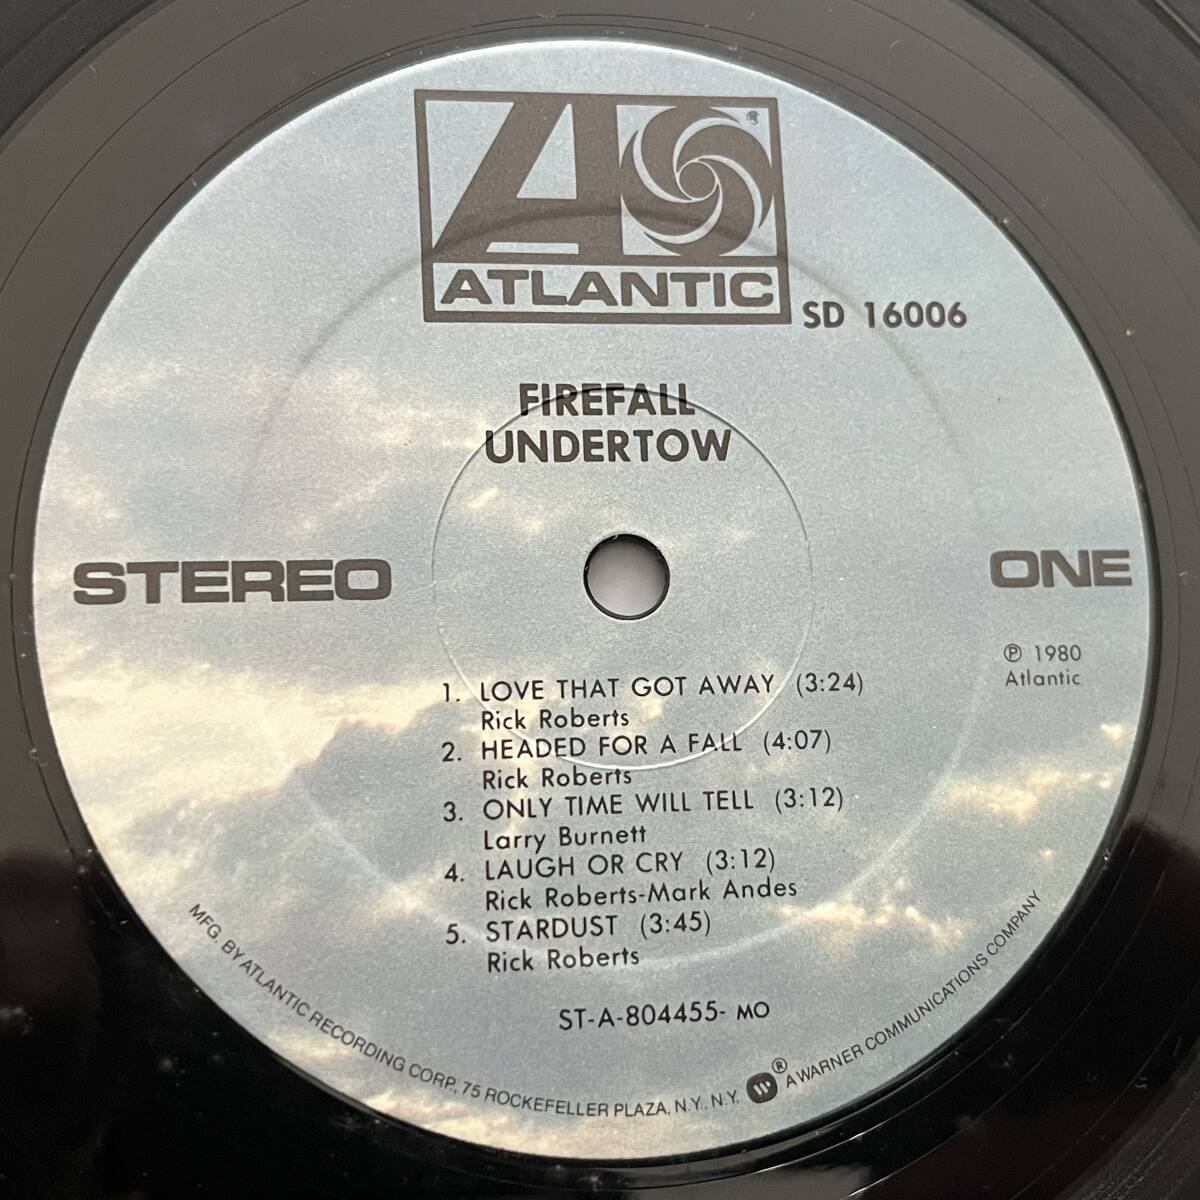 ATLANTIC ®
SD 16006
FIREFALL
UNDERTOW
STEREO
ONE
℗ 1980
Atlantic
1. LOVE THAT GOT AWAY (3:24)
Rick Roberts
2. HEADED FOR A FALL (4:07)
Rick Roberts
3. ONLY TIME WILL TELL (3:12)
Larry Burnett
4. LAUGH OR CRY (3:12)
Rick Roberts-Mark Andes
5. STARDUST (3:45)
Rick Roberts
ST-A-804455- MO
MFG. BY ATLANTIC RECORDING CORP., 75 ROCKEFELLER PLAZA, N.Y., N.Y. ® A WARNER COMMUNICATIONS COMPANY